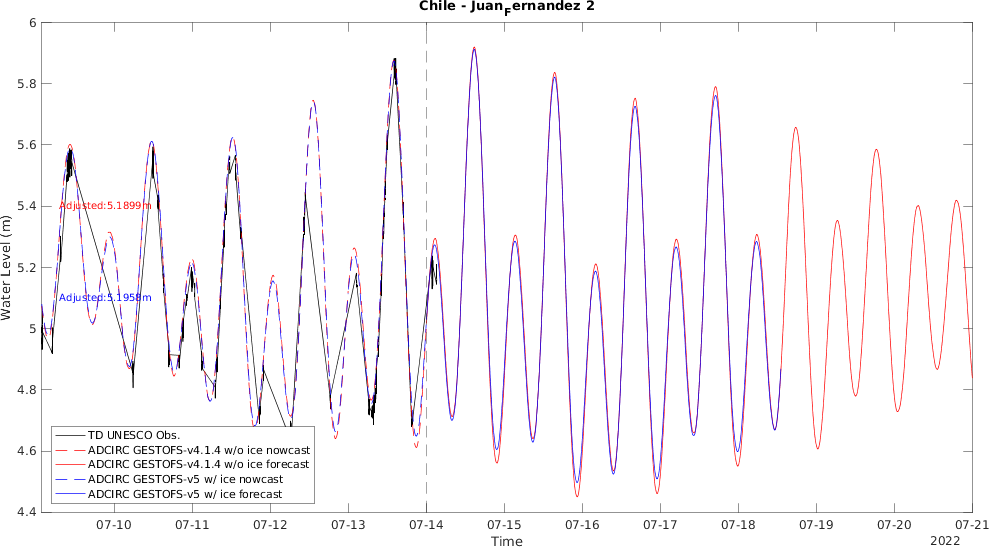 Chile - Juan_Fernandez 2
6
5.8
5.6
5.4
5.2
5
4.8
4.6
4.4
Water Level (m)
Adjusted:5.1899m
Adjusted:5.1958m
TD UNESCO Obs.
ADCIRC GESTOFS-v4.1.4 w/o ice nowcast
ADCIRC GESTOFS-v4.1.4 w/o ice forecast
ADCIRC GESTOFS-v5 w/ ice nowcast
ADCIRC GESTOFS-v5 w/ ice forecast
07-10 07-11 07-12 07-13 07-14 07-15 07-16 07-17 07-18 07-19 07-20 07-21
Time
2022